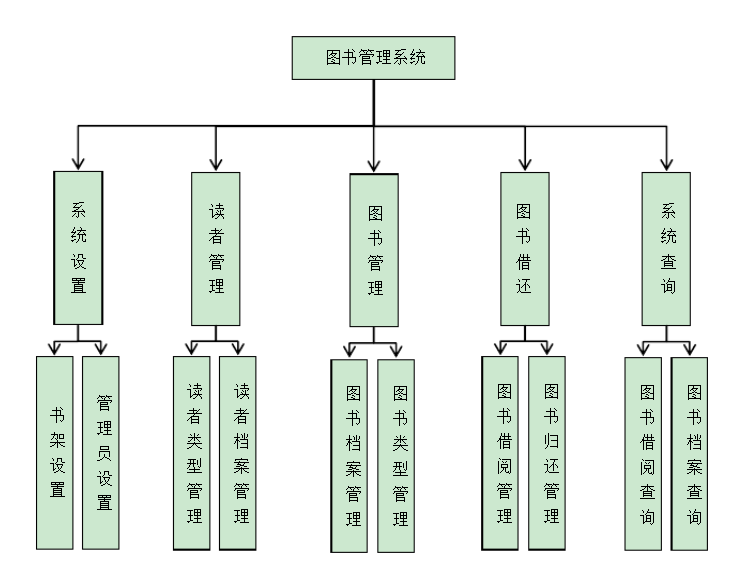 图书管理系统
系统设置
读者管理
图书管理
图书借还
系统查询
书架设置
管理员设置
读者类型管理
读者档案管理
图书档案管理
图书类型管理
图书借阅管理
图书归还管理
图书借阅查询
图书档案查询